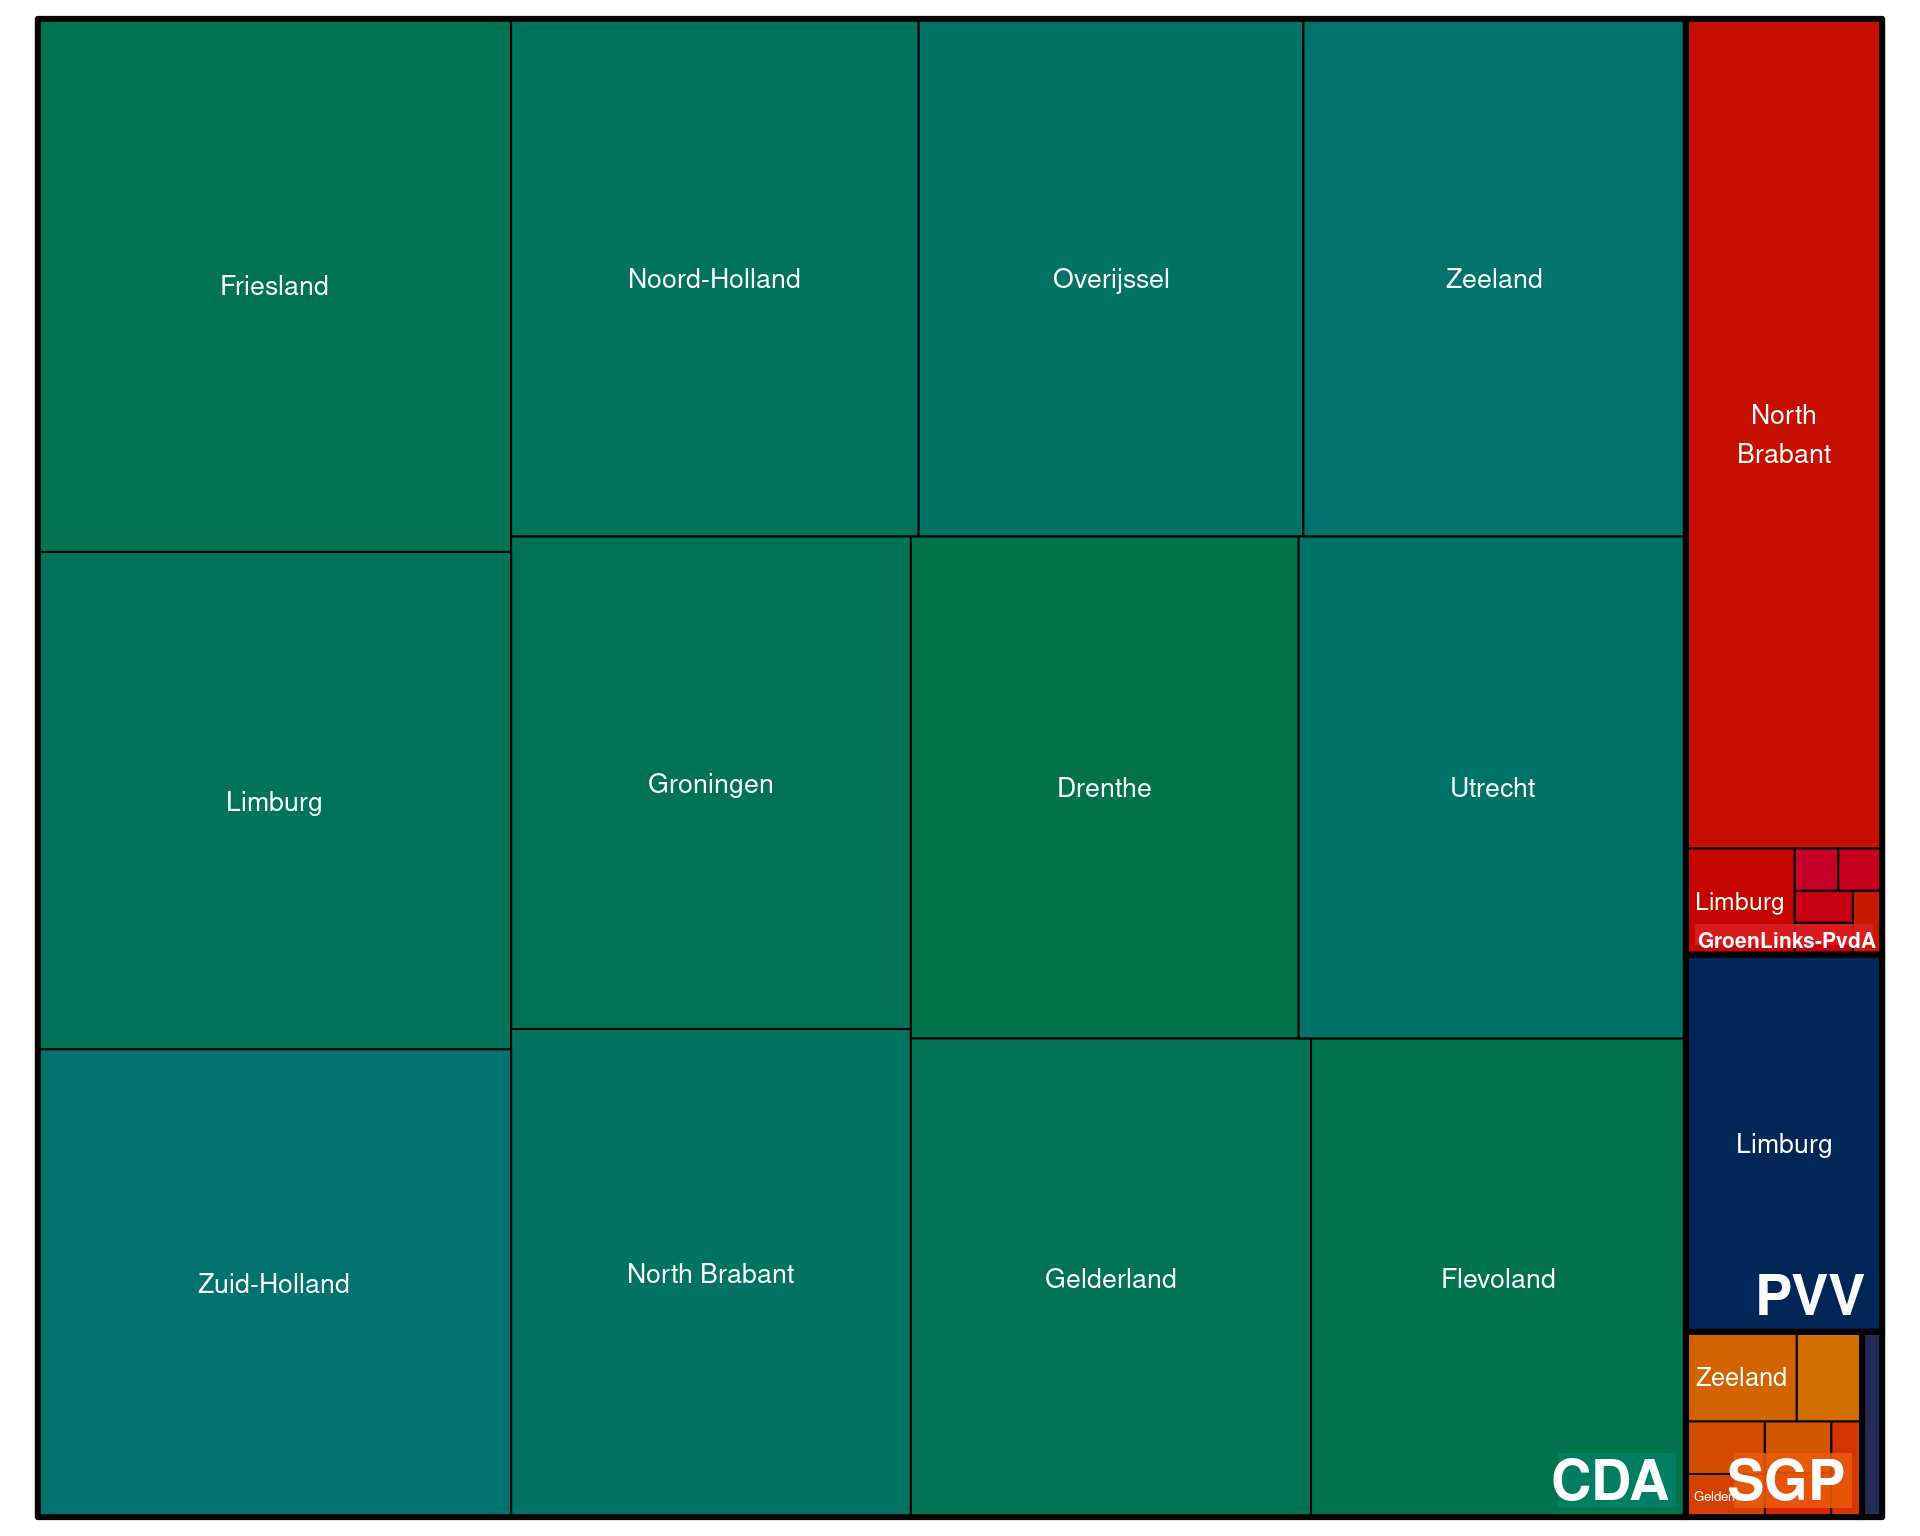 Friesland
Noord-Holland
Overijssel
Zeeland
North
Brabant
Limburg
Groningen
Drenthe
Utrecht
Limburg
GroenLinks-PvdA
Zuid-Holland
North Brabant
Gelderland
Flevoland
CDA
Limburg
PVV
Zeeland
SGP